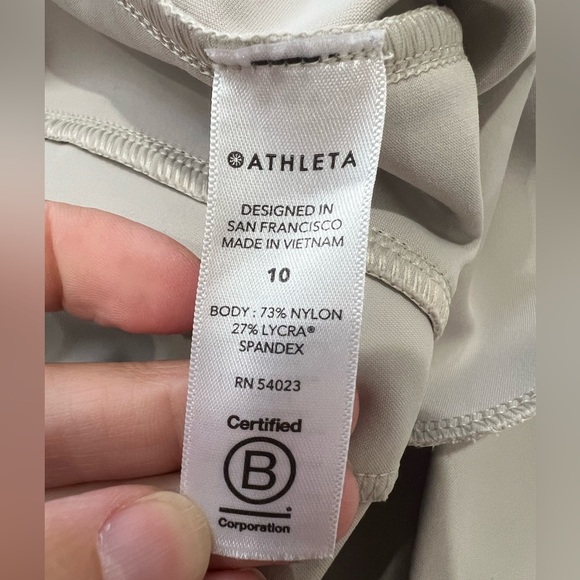 ATHLETA
DESIGNED IN
SAN FRANCISCO
MADE IN VIETNAM
10
BODY : 73% NYLON
27% LYCRA®
SPANDEX
RN 54023
Certified
B
Corporation